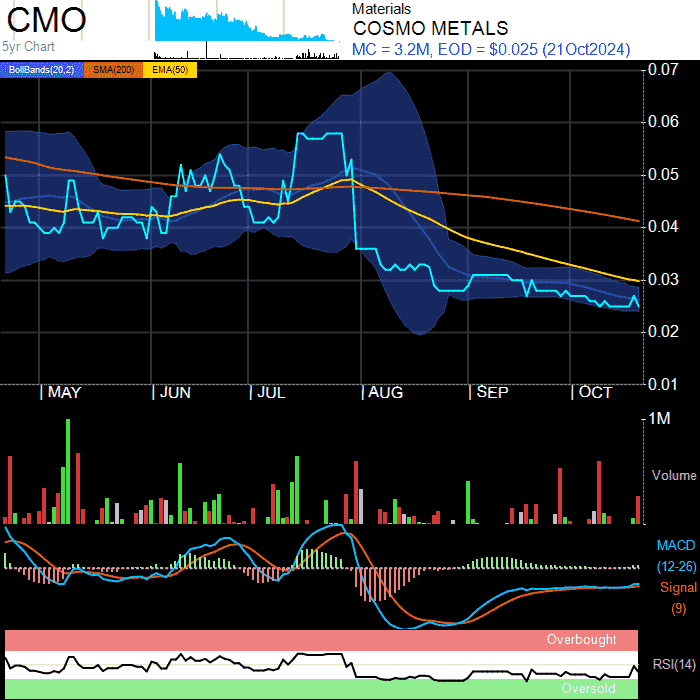 CMO
5yr Chart
Materials
COSMO METALS
MC = 3.2M, EOD = $0.025 (21Oct2024)
BollBands(20,2) SMA(200) EMA(50)
0.07
0.06
0.05
0.04
0.03
0.02
0.01
MAY JUN JUL AUG SEP OCT
1M
Volume
MACD
(12-26)
Signal
(9)
Overbought
RSI(14)
Oversold